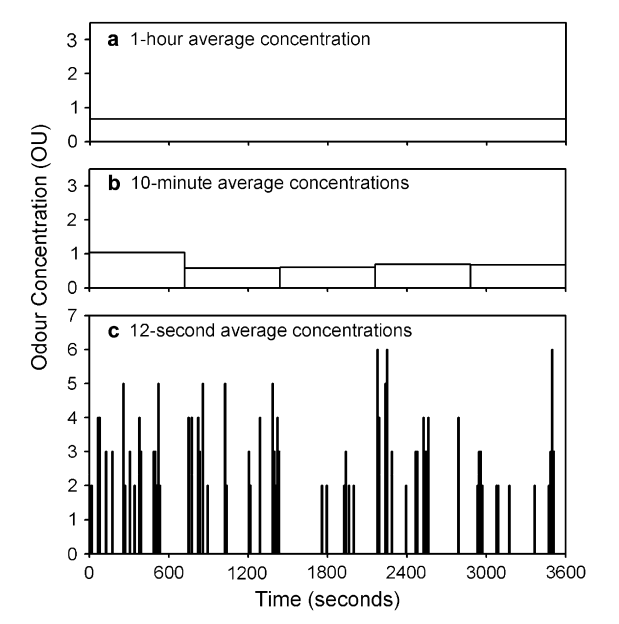 a 1-hour average concentration
3
2
1
0
b 10-minute average concentrations
3
2
1
0
Odour Concentration (OU)
c 12-second average concentrations
7
6
5
4
3
2
1
0
0 600 1200 1800 2400 3000 3600
Time (seconds)